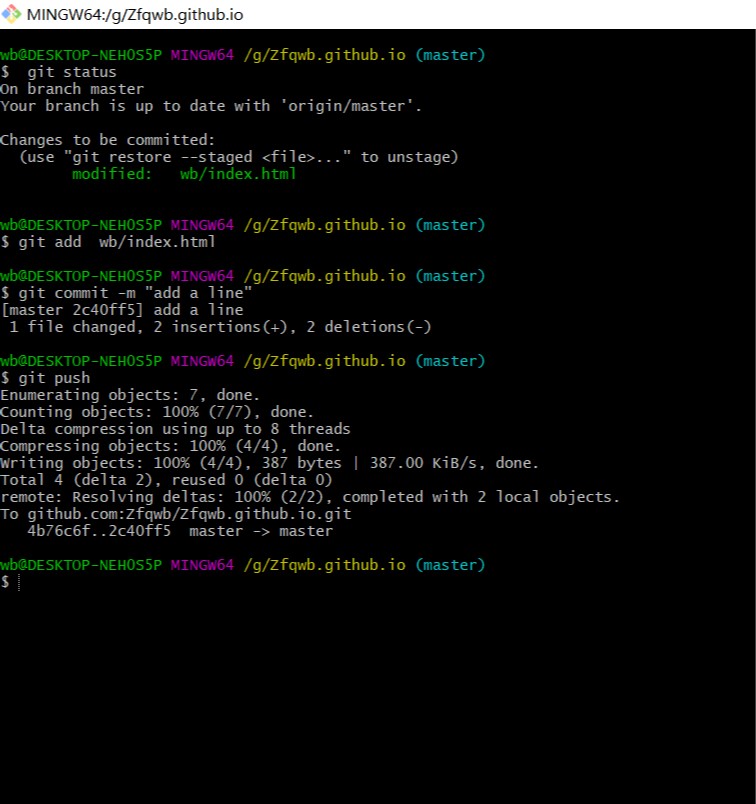 MINGW64:/g/Zfqwb.github.io
wb@DESKTOP-NEHOS5P MINGW64 /g/Zfqwb.github.io (master)
$  git status
On branch master
Your branch is up to date with 'origin/master'.
Changes to be committed:
  (use "git restore --staged <file>..." to unstage)
        modified:   wb/index.html
wb@DESKTOP-NEHOS5P MINGW64 /g/Zfqwb.github.io (master)
$ git add  wb/index.html
wb@DESKTOP-NEHOS5P MINGW64 /g/Zfqwb.github.io (master)
$ git commit -m "add a line"
[master 2c40ff5] add a line
 1 file changed, 2 insertions(+), 2 deletions(-)
wb@DESKTOP-NEHOS5P MINGW64 /g/Zfqwb.github.io (master)
$ git push
Enumerating objects: 7, done.
Counting objects: 100% (7/7), done.
Delta compression using up to 8 threads
Compressing objects: 100% (4/4), done.
Writing objects: 100% (4/4), 387 bytes | 387.00 KiB/s, done.
Total 4 (delta 2), reused 0 (delta 0)
remote: Resolving deltas: 100% (2/2), completed with 2 local objects.
To github.com:Zfqwb/Zfqwb.github.io.git
   4b76c6f..2c40ff5  master -> master
wb@DESKTOP-NEHOS5P MINGW64 /g/Zfqwb.github.io (master)
$